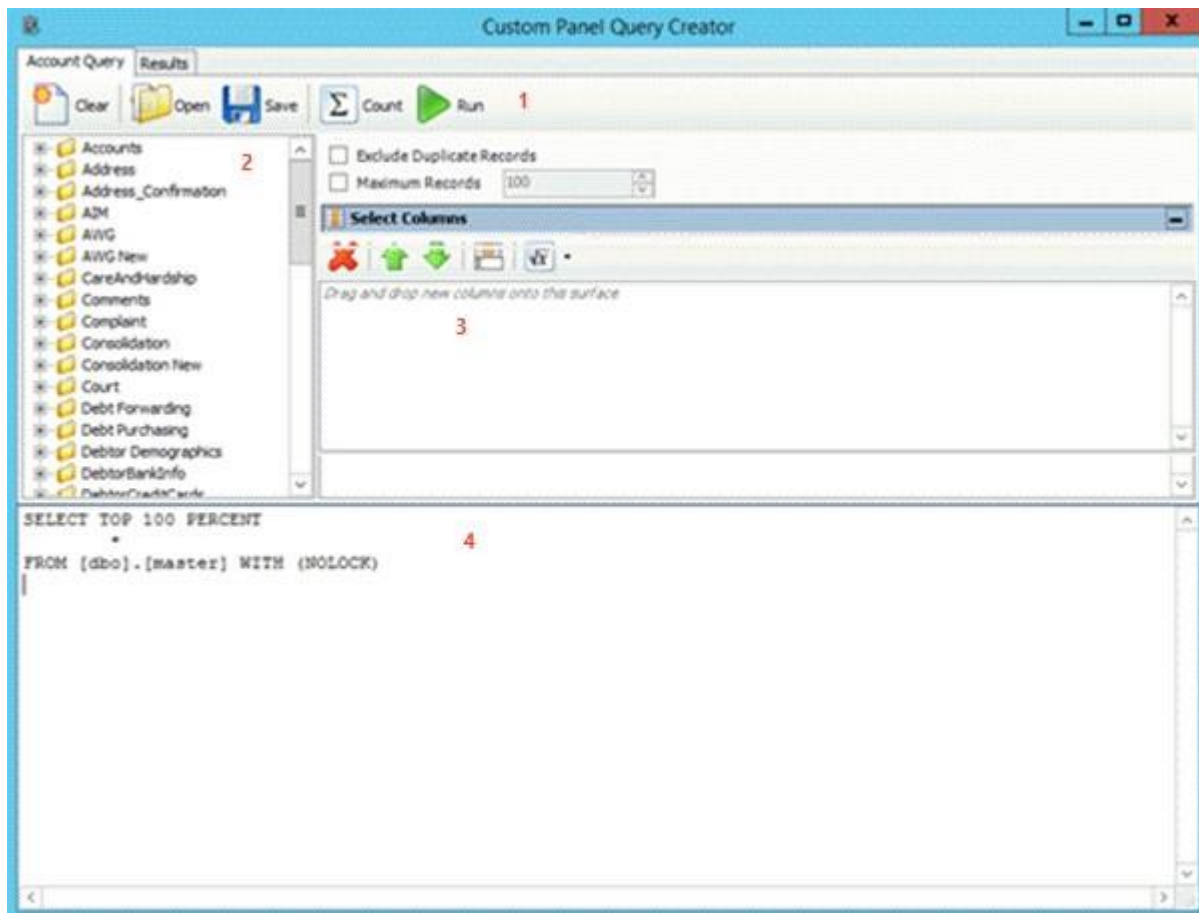 Custom Panel Query Creator
Account Query Results
Clear Open Save Count Run 1
Accounts
Address
Address_Confirmation
AIM
AWG
AWG New
CareAndHardship
Comments
Complaint
Consolidation
Consolidation New
Court
Debt Forwarding
Debt Purchasing
Debtor Demographics
DebtorBankInfo
DebtorCreditCards
2
Exclude Duplicate Records
Maximum Records 100
Select Columns
Drag and drop new columns onto this surface
3
SELECT TOP 100 PERCENT
*
FROM [dbo].[master] WITH (NOLOCK)
4